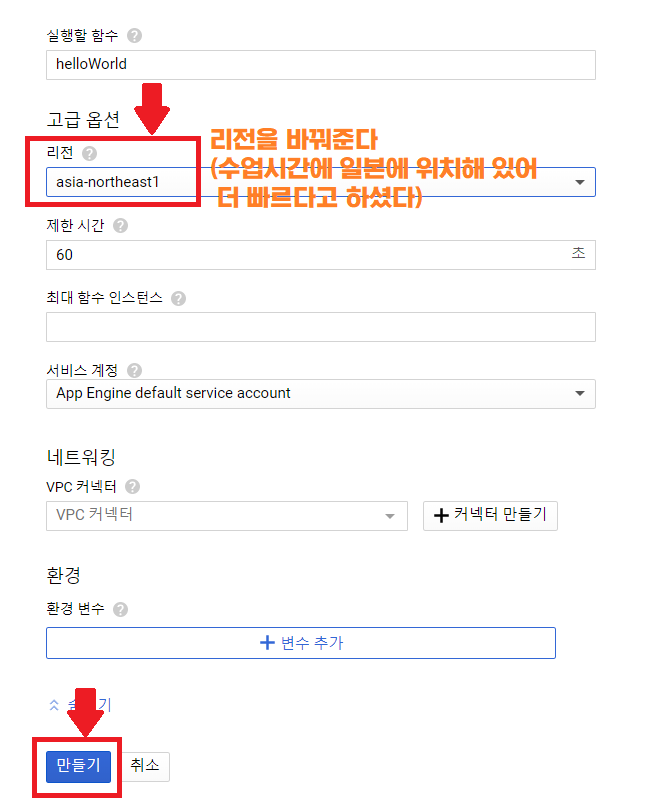 실행할 함수
helloWorld
고급 옵션
리전을 바꿔준다
(수업시간에 일본에 위치해 있어
더 빠르다고 하셨다)
리전
asia-northeast1
제한 시간
60 초
최대 함수 인스턴스
서비스 계정
App Engine default service account
네트워킹
VPC 커넥터
VPC 커넥터
+ 커넥터 만들기
환경
환경 변수
+ 변수 추가
만들기
취소